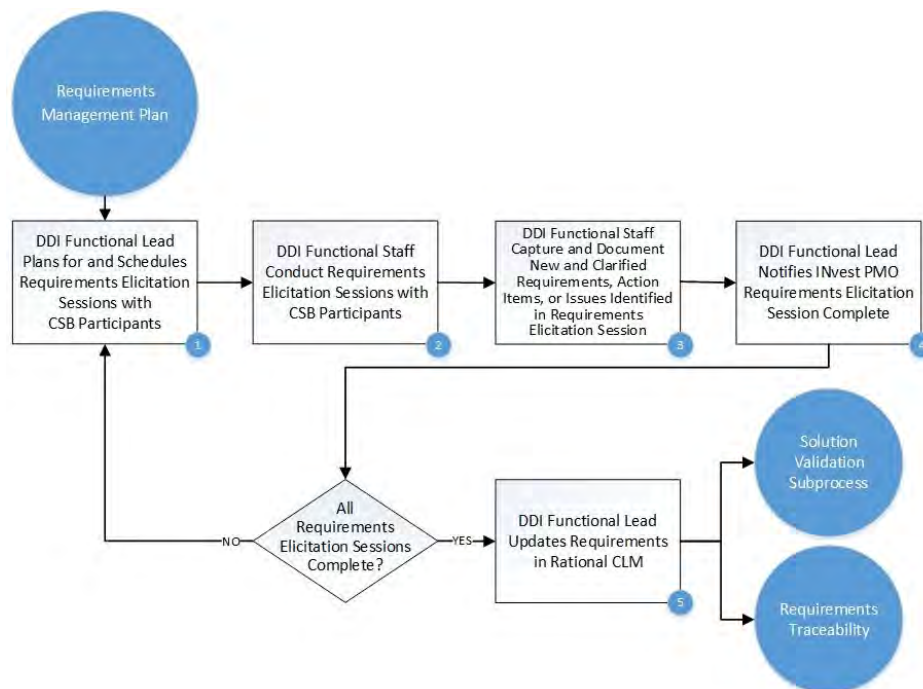 Requirements
Management Plan
DDI Functional Lead
Plans for and Schedules
Requirements Elicitation
Sessions with
CSB Participants
1
DDI Functional Staff
Conduct Requirements
Elicitation Sessions with
CSB Participants
2
DDI Functional Staff
Capture and Document
New and Clarified
Requirements, Action
Items, or Issues Identified
in Requirements
Elicitation Session
3
DDI Functional Lead
Notifies INvest PMO
Requirements Elicitation
Session Complete
4
All
Requirements
Elicitation Sessions
Complete?
NO
YES
DDI Functional Lead
Updates Requirements
in Rational CLM
5
Solution
Validation
Subprocess
Requirements
Traceability